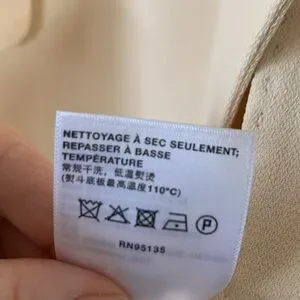 NETTOYAGE À SEC SEULEMENT;
REPASSER À BASSE
TEMPÉRATURE
常规干洗，低温熨烫
(熨斗底板最高温度110°C)
P
RN95135